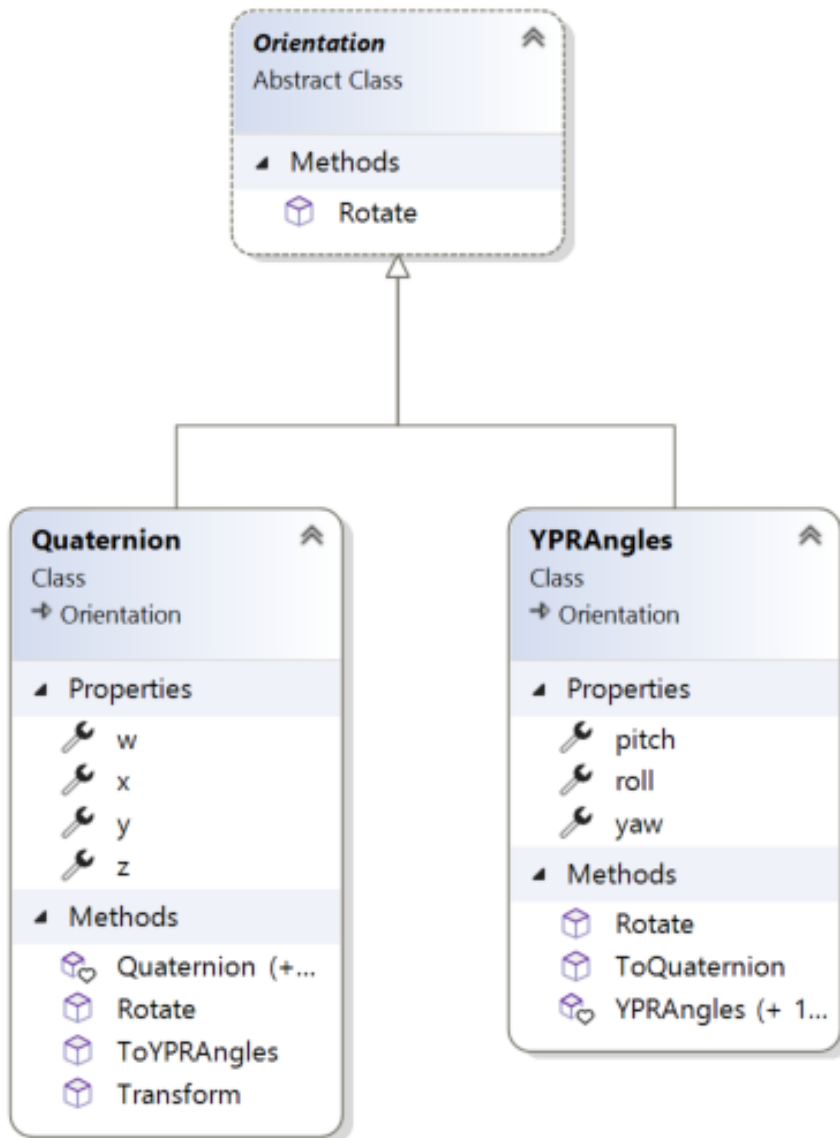 Orientation
Abstract Class
Methods
Rotate
Quaternion
Class
Orientation
Properties
w
x
y
z
Methods
Quaternion (+...
Rotate
ToYPRAngles
Transform
YPRAngles
Class
Orientation
Properties
pitch
roll
yaw
Methods
Rotate
ToQuaternion
YPRAngles (+ 1...